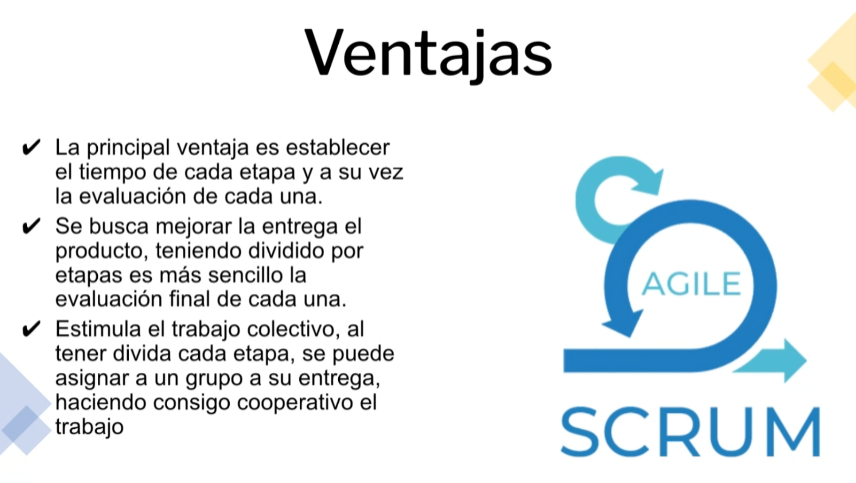 Ventajas
✔ La principal ventaja es establecer
el tiempo de cada etapa y a su vez
la evaluación de cada una.
✔ Se busca mejorar la entrega el
producto, teniendo dividido por
etapas es más sencillo la
evaluación final de cada una.
✔ Estimula el trabajo colectivo, al
tener divida cada etapa, se puede
asignar a un grupo a su entrega,
haciendo consigo cooperativo el
trabajo
AGILE
SCRUM